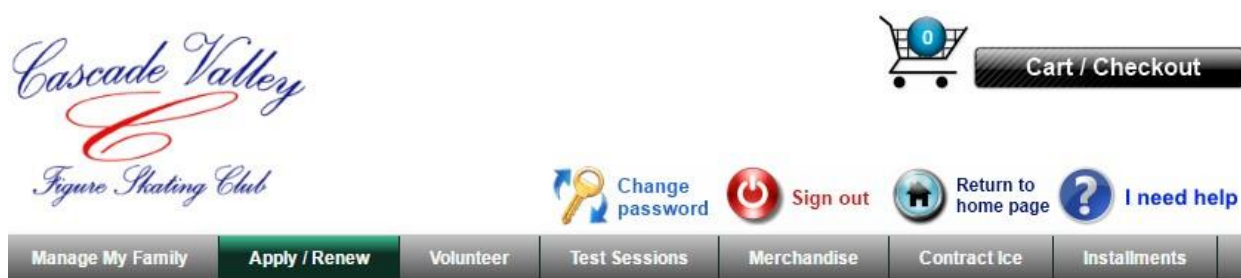 Cascade Valley
Figure Skating Club
0
Cart / Checkout
Change
password
Sign out
Return to
home page
?
I need help
Manage My Family
Apply / Renew
Volunteer
Test Sessions
Merchandise
Contract Ice
Installments